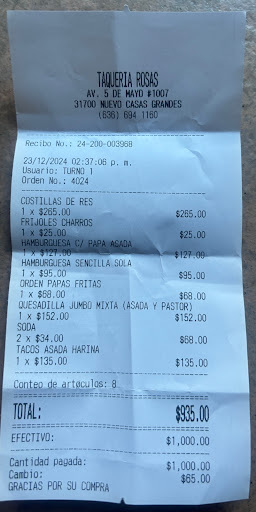 TAQUERIA ROSAS
AV. 5 DE MAYO #1007
31700 NUEVO CASAS GRANDES
(636) 694 1160
Recibo No.: 24-200-003968
23/12/2024 02:37:06 p. m.
Usuario: TURNO 1
Orden No.: 4024
COSTILLAS DE RES
1 x $265.00 $265.00
FRIJOLES CHARROS
1 x $25.00 $25.00
HAMBURGUESA C/ PAPA ASADA
1 x $127.00 $127.00
HAMBURGUESA SENCILLA SOLA
1 x $95.00 $95.00
ORDEN PAPAS FRITAS
1 x $68.00 $68.00
QUESADILLA JUMBO MIXTA (ASADA Y PASTOR)
1 x $152.00 $152.00
SODA
2 x $34.00 $68.00
TACOS ASADA HARINA
1 x $135.00 $135.00
Conteo de artøculos: 8
TOTAL: $935.00
EFECTIVO: $1,000.00
Cantidad pagada: $1,000.00
Cambio: $65.00
GRACIAS POR SU COMPRA